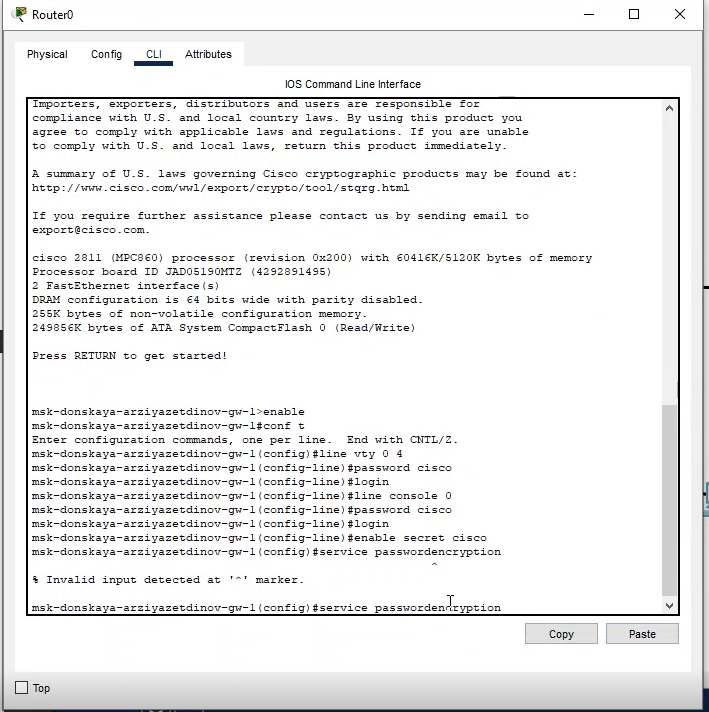 Router0
Physical Config CLI Attributes
IOS Command Line Interface
Importers, exporters, distributors and users are responsible for
compliance with U.S. and local country laws. By using this product you
agree to comply with applicable laws and regulations. If you are unable
to comply with U.S. and local laws, return this product immediately.
A summary of U.S. laws governing Cisco cryptographic products may be found at:
http://www.cisco.com/wwl/export/crypto/tool/stqrg.html
If you require further assistance please contact us by sending email to
export@cisco.com.
cisco 2811 (MPC860) processor (revision 0x200) with 60416K/5120K bytes of memory
Processor board ID JAD05190MTZ (4292891495)
2 FastEthernet interface(s)
DRAM configuration is 64 bits wide with parity disabled.
255K bytes of non-volatile configuration memory.
249856K bytes of ATA System CompactFlash 0 (Read/Write)
Press RETURN to get started!
msk-donskaya-arziyazetdinov-gw-1>enable
msk-donskaya-arziyazetdinov-gw-1#conf t
Enter configuration commands, one per line.  End with CNTL/Z.
msk-donskaya-arziyazetdinov-gw-1(config)#line vty 0 4
msk-donskaya-arziyazetdinov-gw-1(config-line)#password cisco
msk-donskaya-arziyazetdinov-gw-1(config-line)#login
msk-donskaya-arziyazetdinov-gw-1(config-line)#line console 0
msk-donskaya-arziyazetdinov-gw-1(config-line)#password cisco
msk-donskaya-arziyazetdinov-gw-1(config-line)#login
msk-donskaya-arziyazetdinov-gw-1(config-line)#enable secret cisco
msk-donskaya-arziyazetdinov-gw-1(config)#service passwordencryption
^
% Invalid input detected at '^' marker.
msk-donskaya-arziyazetdinov-gw-1(config)#service passwordencryption
Copy Paste
Top